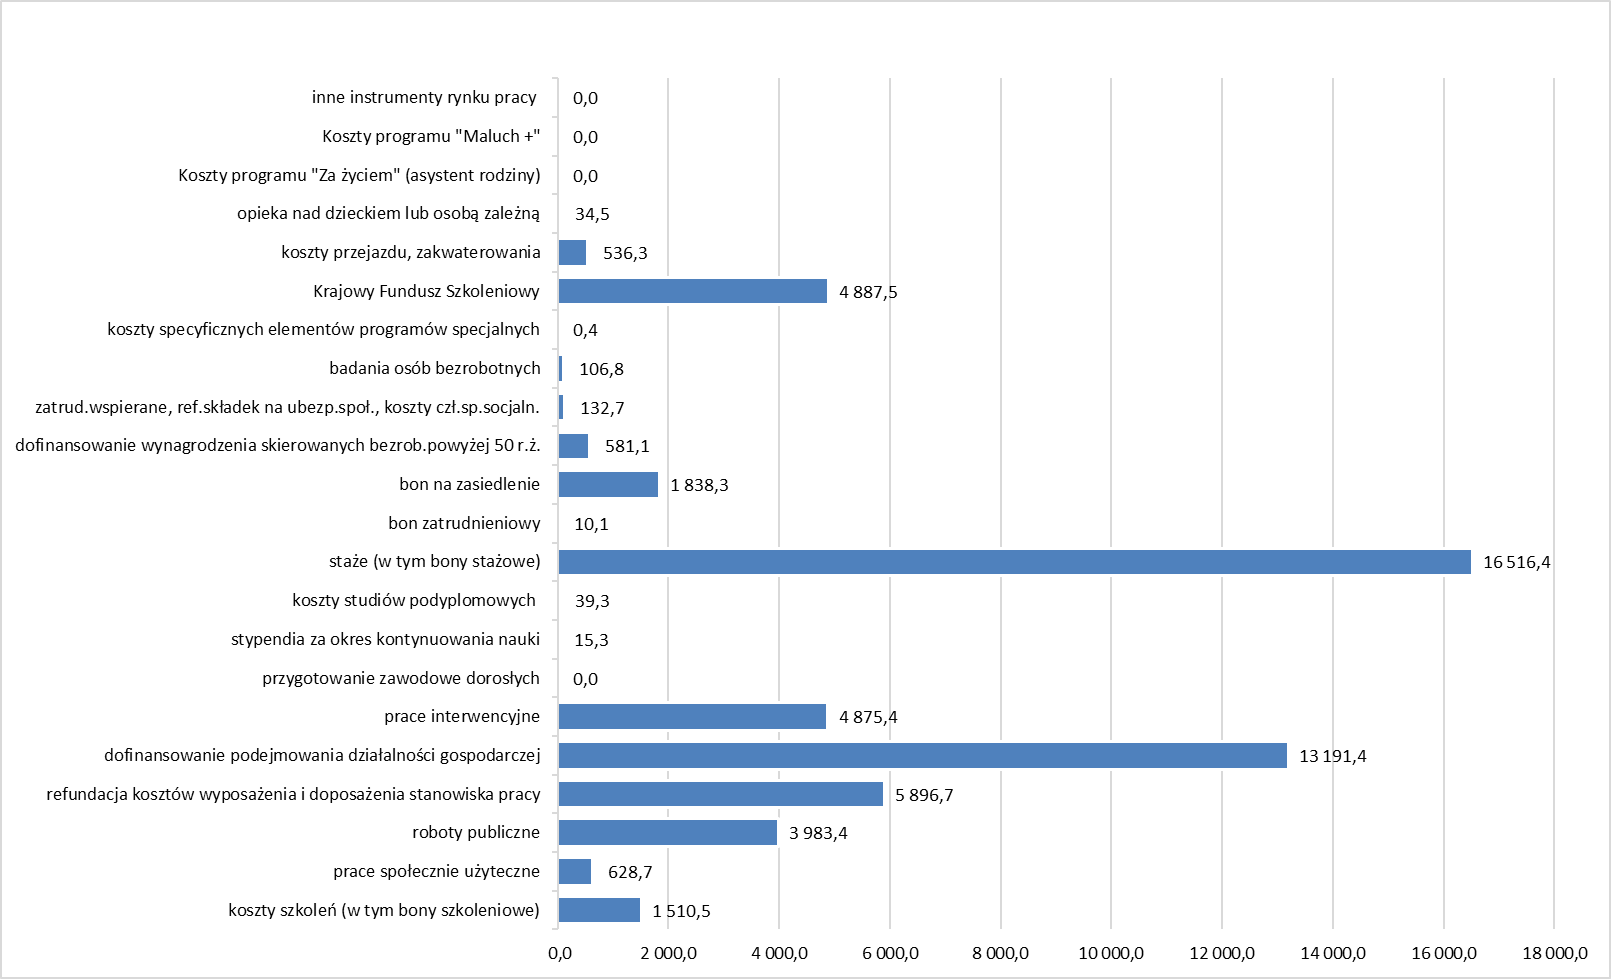 inne instrumenty rynku pracy 0,0
Koszty programu "Maluch +" 0,0
Koszty programu "Za życiem" (asystent rodziny) 0,0
opieka nad dzieckiem lub osobą zależną 34,5
koszty przejazdu, zakwaterowania 536,3
Krajowy Fundusz Szkoleniowy 4 887,5
koszty specyficznych elementów programów specjalnych 0,4
badania osób bezrobotnych 106,8
zatrud.wspierane, ref.składek na ubezp.społ., koszty czł.sp.socjaln. 132,7
dofinansowanie wynagrodzenia skierowanych bezrob.powyżej 50 r.ż. 581,1
bon na zasiedlenie 1 838,3
bon zatrudnieniowy 10,1
staże (w tym bony stażowe) 16 516,4
koszty studiów podyplomowych 39,3
stypendia za okres kontynuowania nauki 15,3
przygotowanie zawodowe dorosłych 0,0
prace interwencyjne 4 875,4
dofinansowanie podejmowania działalności gospodarczej 13 191,4
refundacja kosztów wyposażenia i doposażenia stanowiska pracy 5 896,7
roboty publiczne 3 983,4
prace społecznie użyteczne 628,7
koszty szkoleń (w tym bony szkoleniowe) 1 510,5
0,0 2 000,0 4 000,0 6 000,0 8 000,0 10 000,0 12 000,0 14 000,0 16 000,0 18 000,0